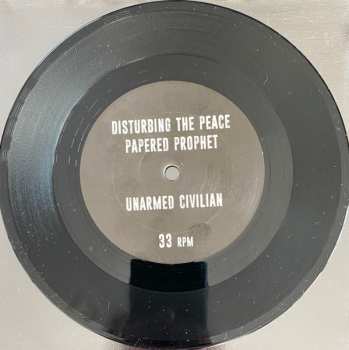 DISTURBING THE PEACE
PAPERED PROPHET
UNARMED CIVILIAN
33 RPM